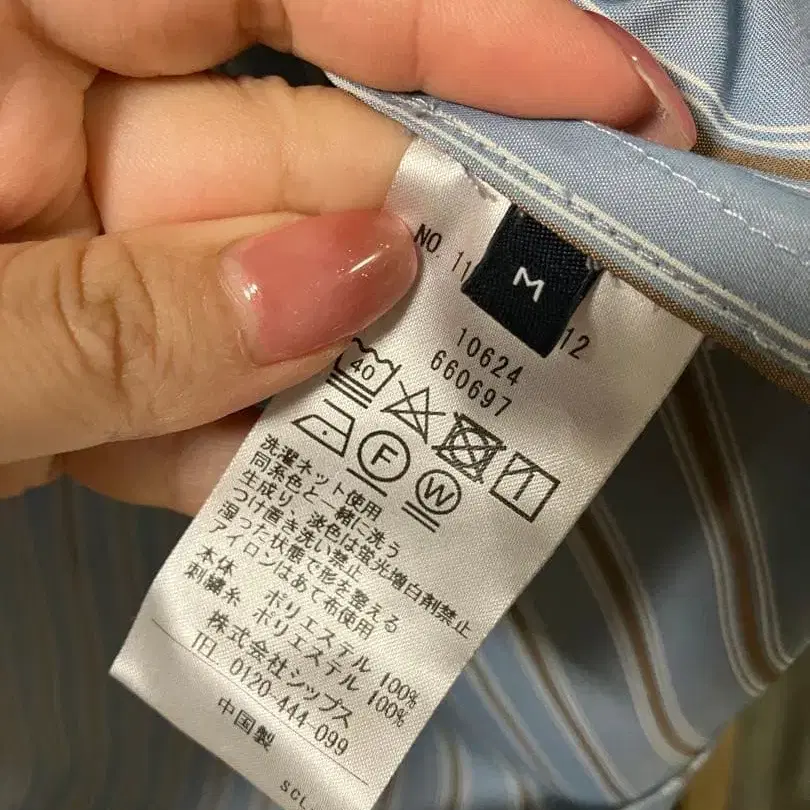 NO. 11
M
12
10624
660697
40
F
W
洗濯ネット使用
同系色と一緒に洗う
生成り、淡色は蛍光増白剤禁止
つけ置き洗い禁止
湿った状態で形を整える
アイロンはあて布使用
本体 ポリエステル 100%
刺繍糸 ポリエステル 100%
株式会社シップス
TEL 0120-444-099
中国製
SCL